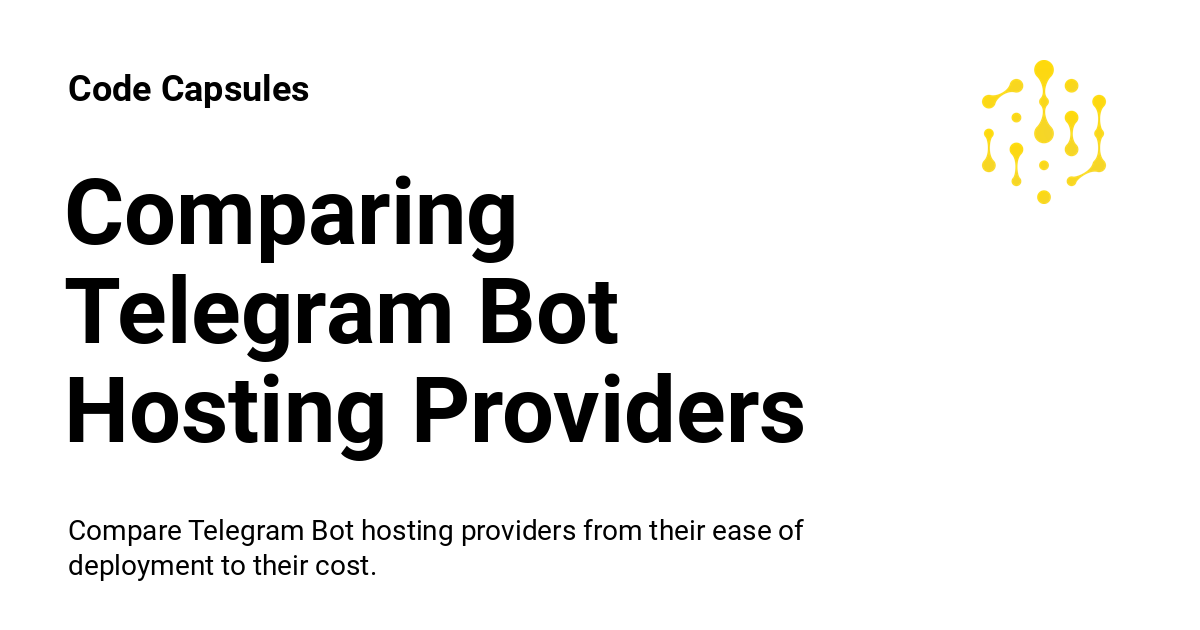 Code Capsules
Comparing
Telegram Bot
Hosting Providers
Compare Telegram Bot hosting providers from their ease of
deployment to their cost.